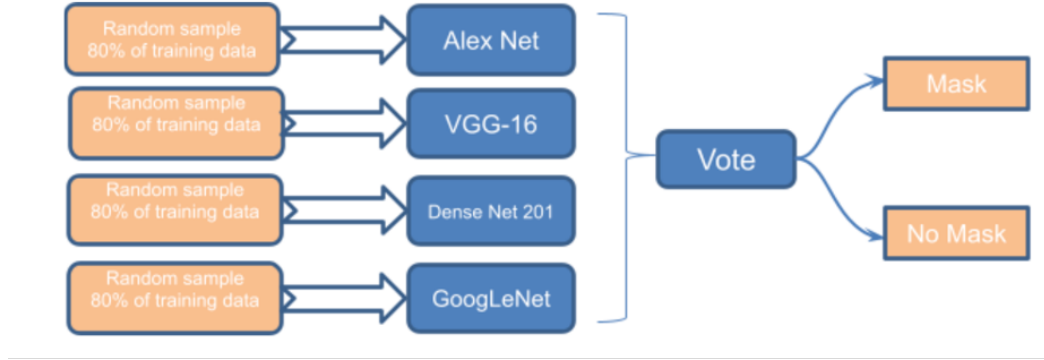 Random sample
80% of training data
Alex Net
Random sample
80% of training data
VGG-16
Random sample
80% of training data
Dense Net 201
Random sample
80% of training data
GoogLeNet
Vote
Mask
No Mask